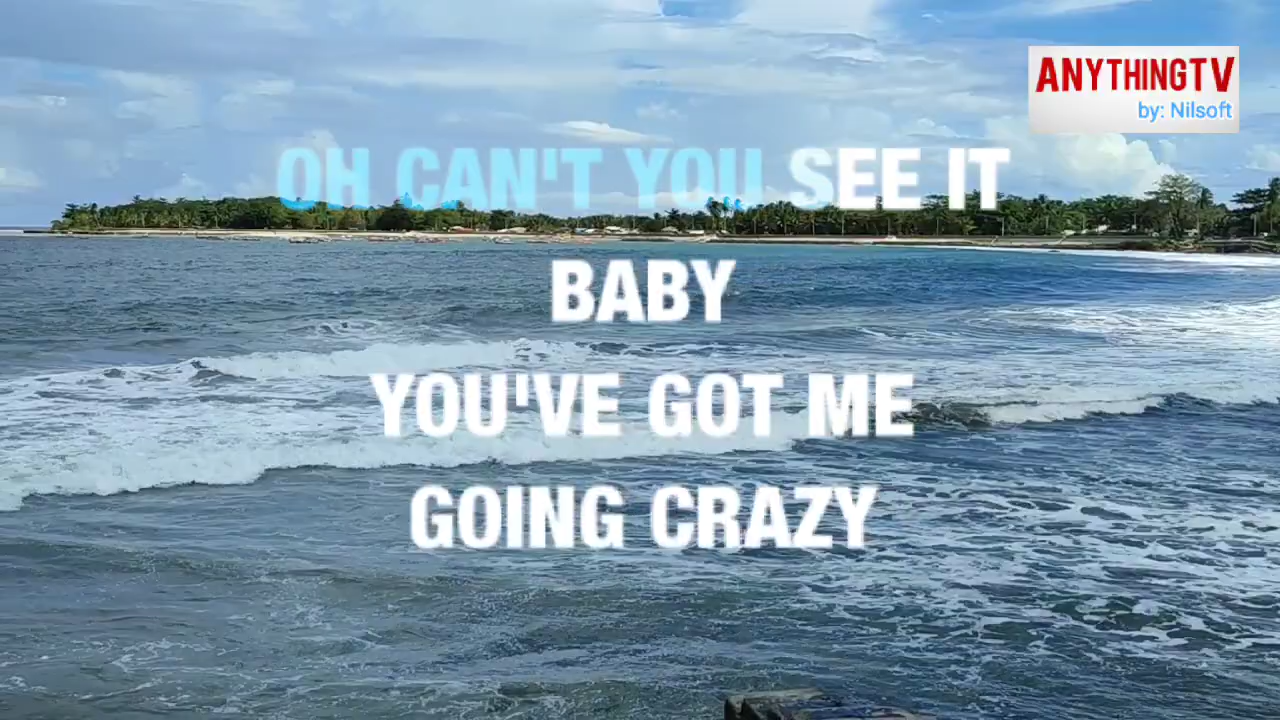 ANYTHINGTV
by: Nilsoft
OH CAN'T YOU SEE IT
BABY
YOU'VE GOT ME
GOING CRAZY